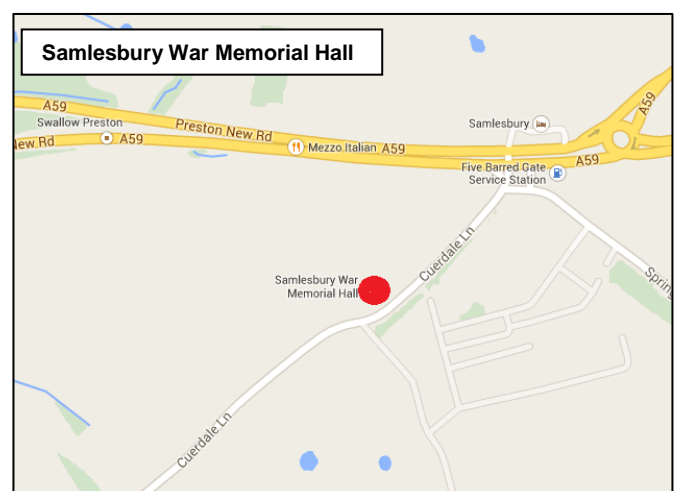 Samlesbury War Memorial Hall
A59
Swallow Preston
New Rd
A59
Preston New Rd
Mezzo Italian
A59
Samlesbury
A59
Five Barred Gate
Service Station
A59
Cuerdale Ln
Spring
Samlesbury War
Memorial Hall
Cuerdale Ln